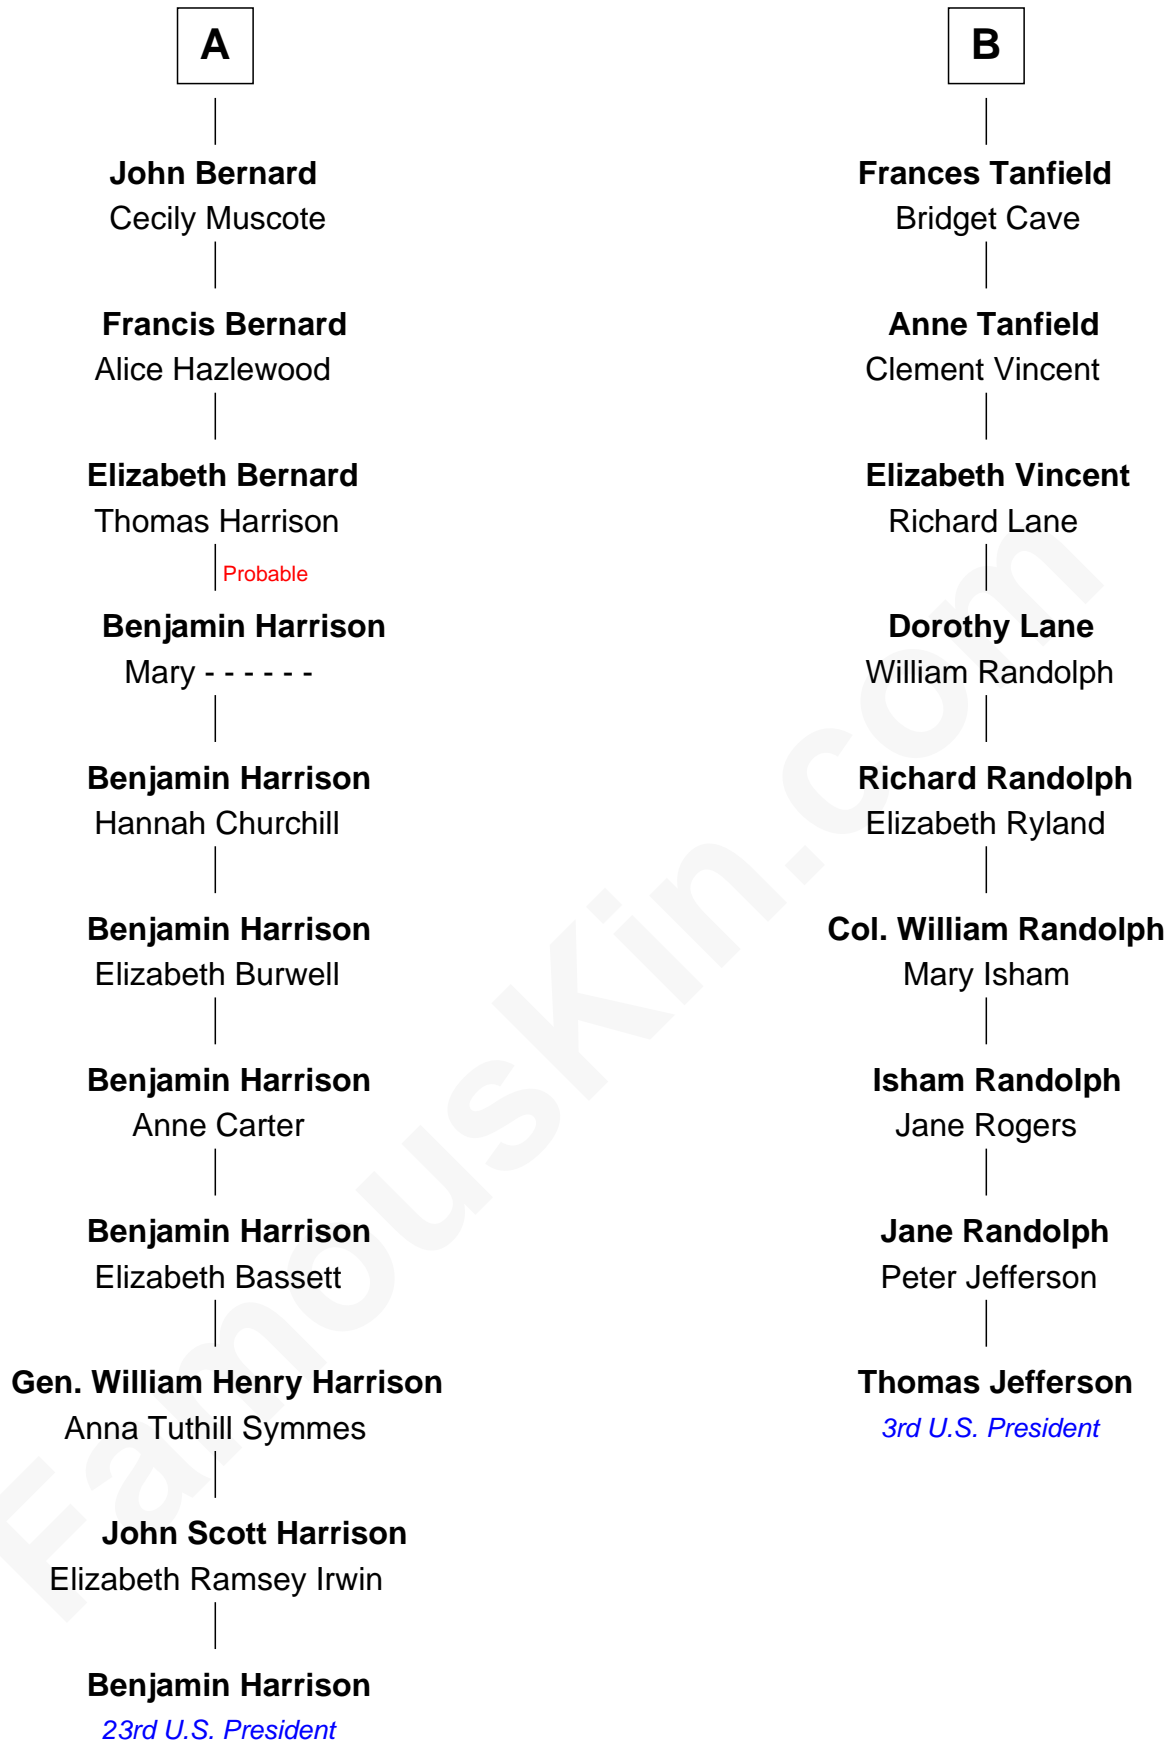 A
John Bernard
Cecily Muscote
Francis Bernard
Alice Hazlewood
Elizabeth Bernard
Thomas Harrison
Probable
Benjamin Harrison
Mary - - - - - -
Benjamin Harrison
Hannah Churchill
Benjamin Harrison
Elizabeth Burwell
Benjamin Harrison
Anne Carter
Benjamin Harrison
Elizabeth Bassett
Gen. William Henry Harrison
Anna Tuthill Symmes
John Scott Harrison
Elizabeth Ramsey Irwin
Benjamin Harrison
23rd U.S. President
B
Frances Tanfield
Bridget Cave
Anne Tanfield
Clement Vincent
Elizabeth Vincent
Richard Lane
Dorothy Lane
William Randolph
Richard Randolph
Elizabeth Ryland
Col. William Randolph
Mary Isham
Isham Randolph
Jane Rogers
Jane Randolph
Peter Jefferson
Thomas Jefferson
3rd U.S. President
FamousKin.com